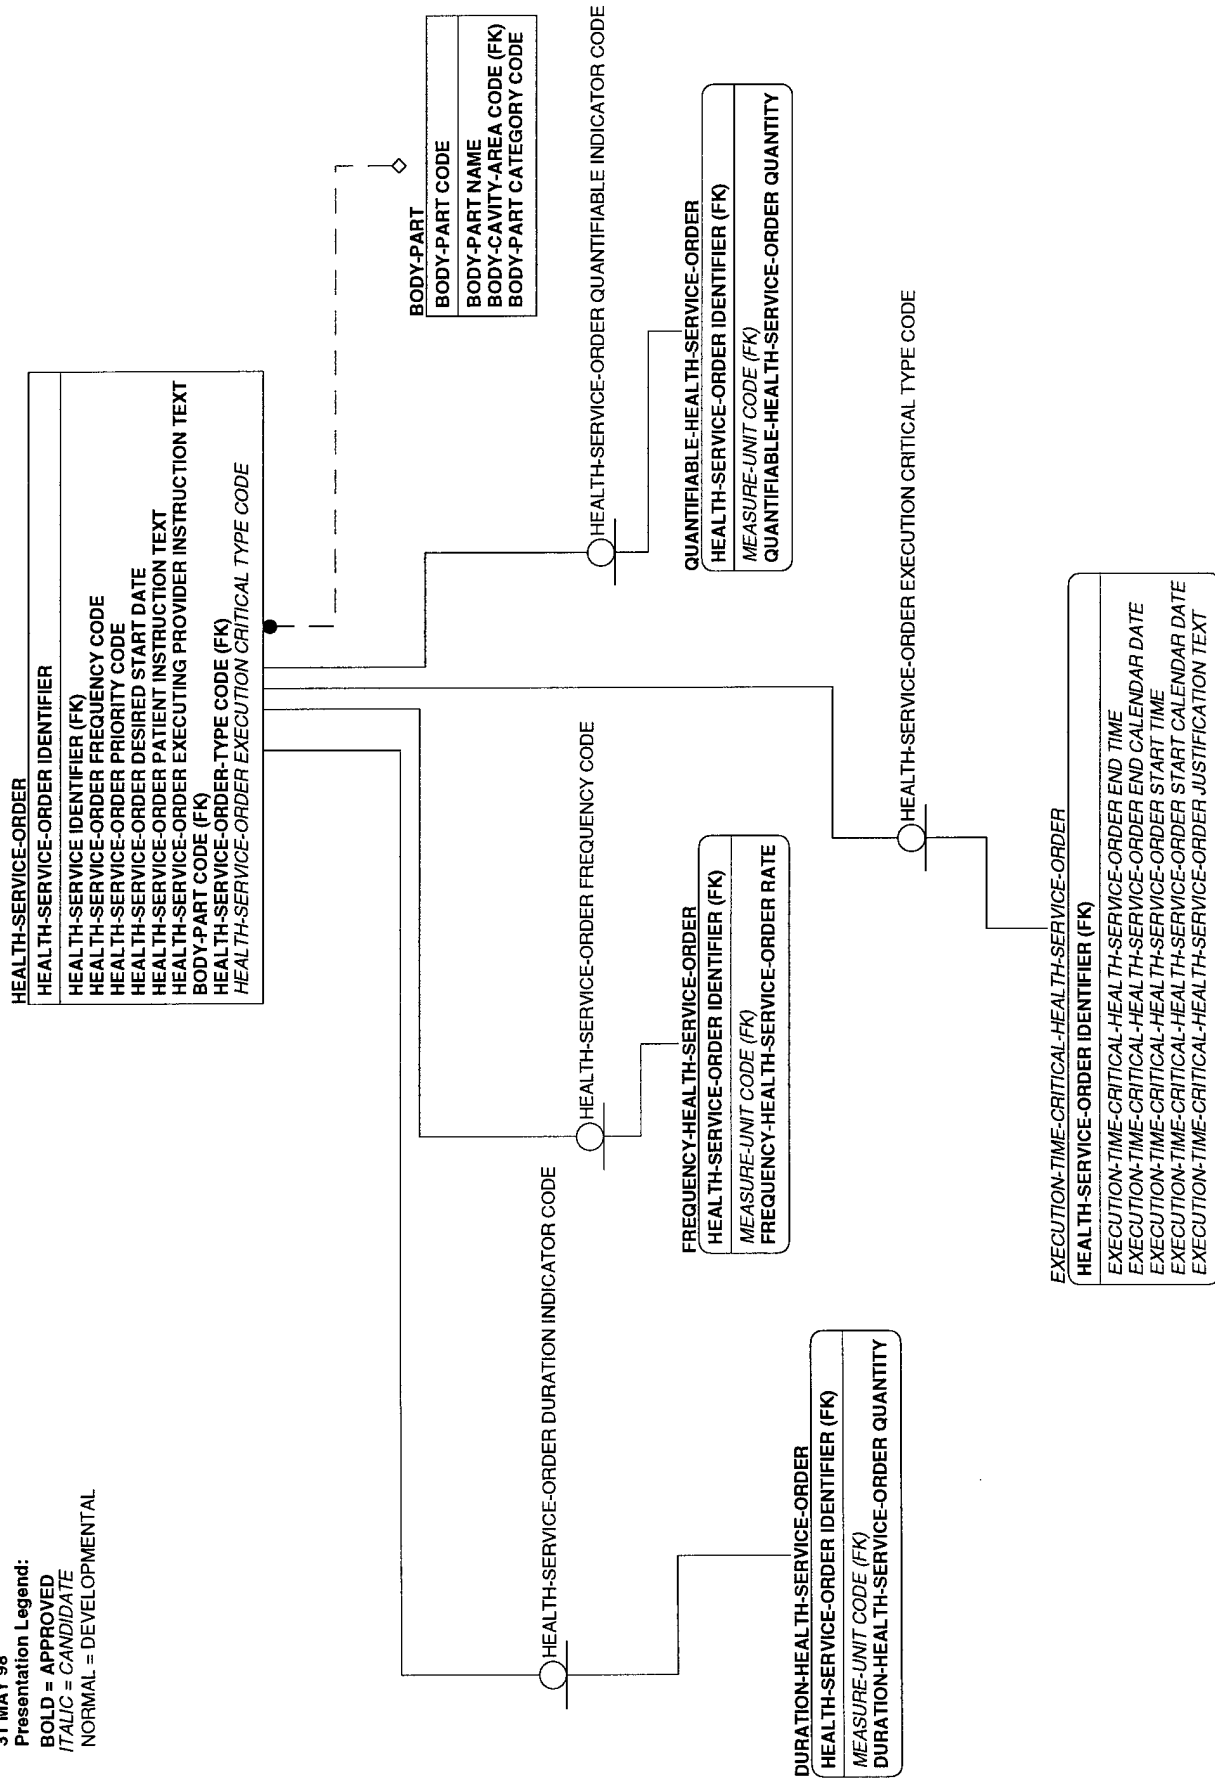 31 MAY 98
Presentation Legend:
BOLD = APPROVED
ITALIC = CANDIDATE
NORMAL = DEVELOPMENTAL
HEALTH-SERVICE-ORDER
HEALTH-SERVICE-ORDER IDENTIFIER
HEALTH-SERVICE IDENTIFIER (FK)
HEALTH-SERVICE-ORDER FREQUENCY CODE
HEALTH-SERVICE-ORDER PRIORITY CODE
HEALTH-SERVICE-ORDER DESIRED START DATE
HEALTH-SERVICE-ORDER PATIENT INSTRUCTION TEXT
HEALTH-SERVICE-ORDER EXECUTING PROVIDER INSTRUCTION TEXT
BODY-PART CODE (FK)
HEALTH-SERVICE-ORDER-TYPE CODE (FK)
HEALTH-SERVICE-ORDER EXECUTION CRITICAL TYPE CODE
BODY-PART
BODY-PART CODE
BODY-PART NAME
BODY-CAVITY-AREA CODE (FK)
BODY-PART CATEGORY CODE
HEALTH-SERVICE-ORDER DURATION INDICATOR CODE
HEALTH-SERVICE-ORDER FREQUENCY CODE
HEALTH-SERVICE-ORDER QUANTIFIABLE INDICATOR CODE
DURATION-HEALTH-SERVICE-ORDER
HEALTH-SERVICE-ORDER IDENTIFIER (FK)
MEASURE-UNIT CODE (FK)
DURATION-HEALTH-SERVICE-ORDER QUANTITY
FREQUENCY-HEALTH-SERVICE-ORDER
HEALTH-SERVICE-ORDER IDENTIFIER (FK)
MEASURE-UNIT CODE (FK)
FREQUENCY-HEALTH-SERVICE-ORDER RATE
QUANTIFIABLE-HEALTH-SERVICE-ORDER
HEALTH-SERVICE-ORDER IDENTIFIER (FK)
MEASURE-UNIT CODE (FK)
QUANTIFIABLE-HEALTH-SERVICE-ORDER QUANTITY
HEALTH-SERVICE-ORDER EXECUTION CRITICAL TYPE CODE
EXECUTION-TIME-CRITICAL-HEALTH-SERVICE-ORDER
HEALTH-SERVICE-ORDER IDENTIFIER (FK)
EXECUTION-TIME-CRITICAL-HEALTH-SERVICE-ORDER END TIME
EXECUTION-TIME-CRITICAL-HEALTH-SERVICE-ORDER END CALENDAR DATE
EXECUTION-TIME-CRITICAL-HEALTH-SERVICE-ORDER START TIME
EXECUTION-TIME-CRITICAL-HEALTH-SERVICE-ORDER START CALENDAR DATE
EXECUTION-TIME-CRITICAL-HEALTH-SERVICE-ORDER JUSTIFICATION TEXT